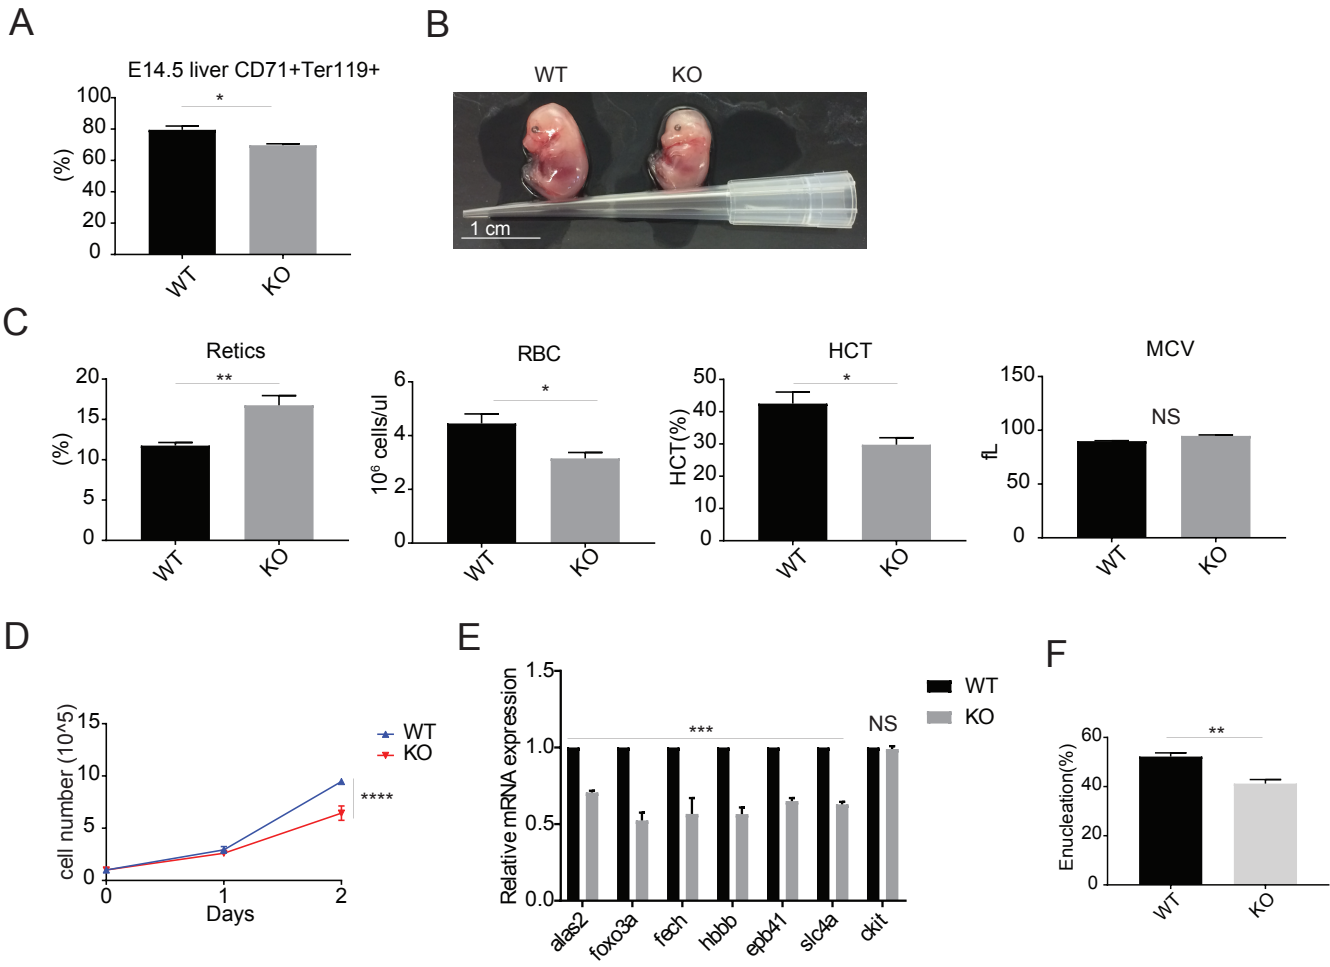 A
E14.5 liver CD71+Ter119+
*
100
80
60
40
20
0
(%)
WT
KO
B
WT
KO
1 cm
C
Retics
**
20
15
10
5
0
(%)
WT
KO
RBC
*
6
4
2
0
10⁶ cells/ul
WT
KO
HCT
*
50
40
30
20
10
0
HCT(%)
WT
KO
MCV
NS
150
100
50
0
fL
WT
KO
D
15
10
5
0
cell number (10^5)
0
1
2
Days
WT
KO
****
E
1.5
1.0
0.5
0.0
Relative mRNA expression
***
NS
alas2
foxo3a
fech
hbbb
epb41
slc4a
ckit
WT
KO
F
**
60
40
20
0
Enucleation(%)
WT
KO